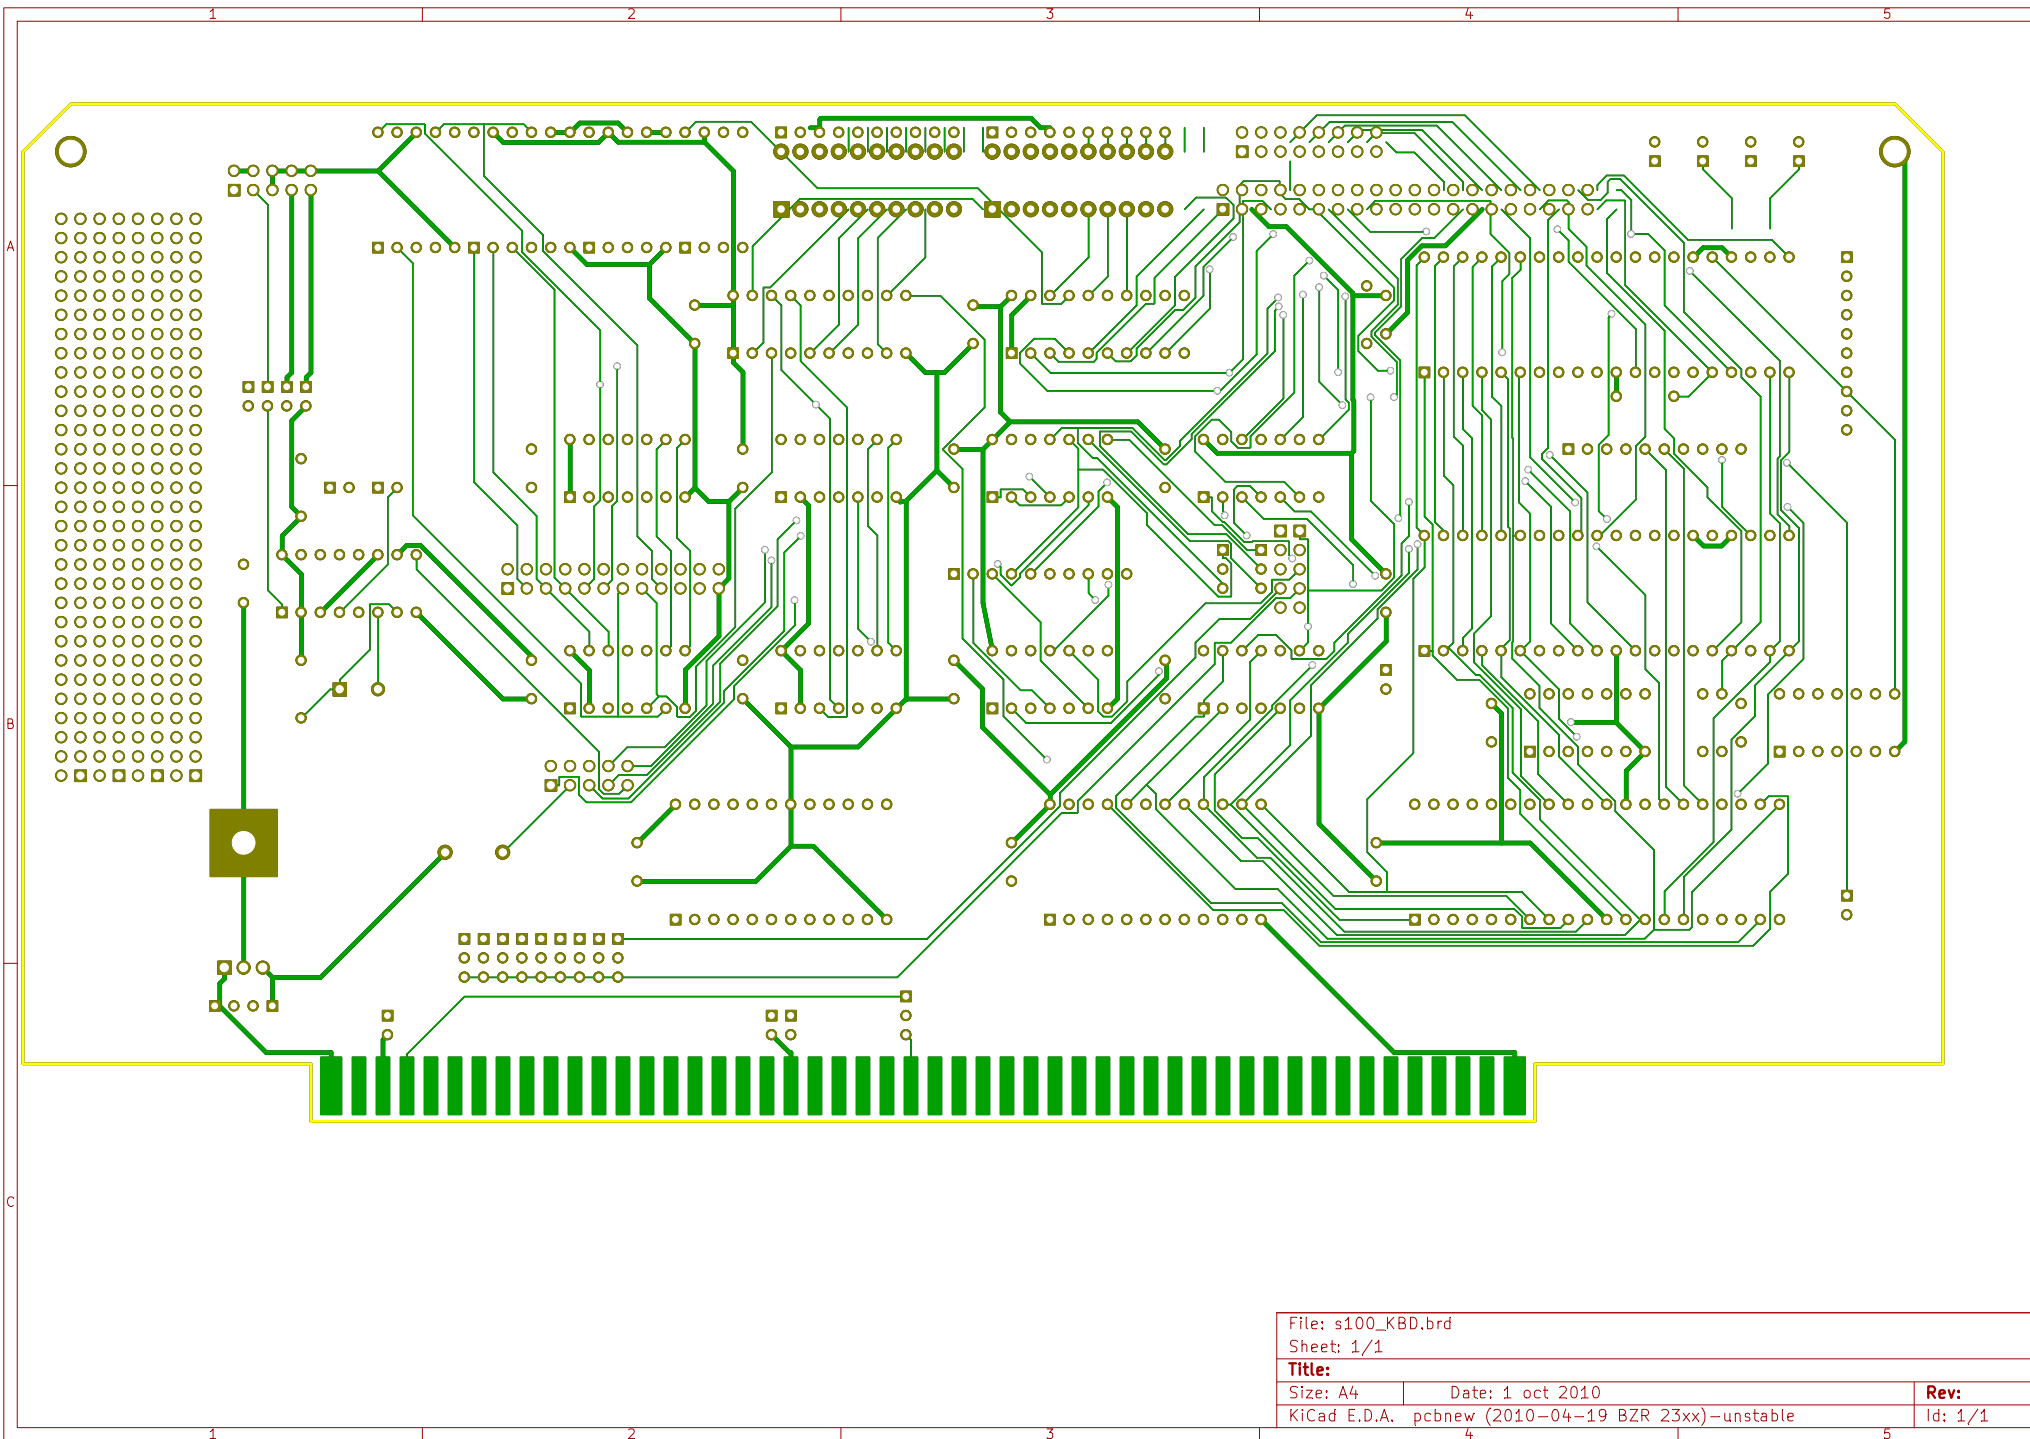 1 2 3 4 5
A
B
C
File: s100_KBD.brd
Sheet: 1/1
Title:
Size: A4 Date: 1 oct 2010 Rev:
KiCad E.D.A. pcbnew (2010-04-19 BZR 23xx)-unstable Id: 1/1
1 2 3 4 5